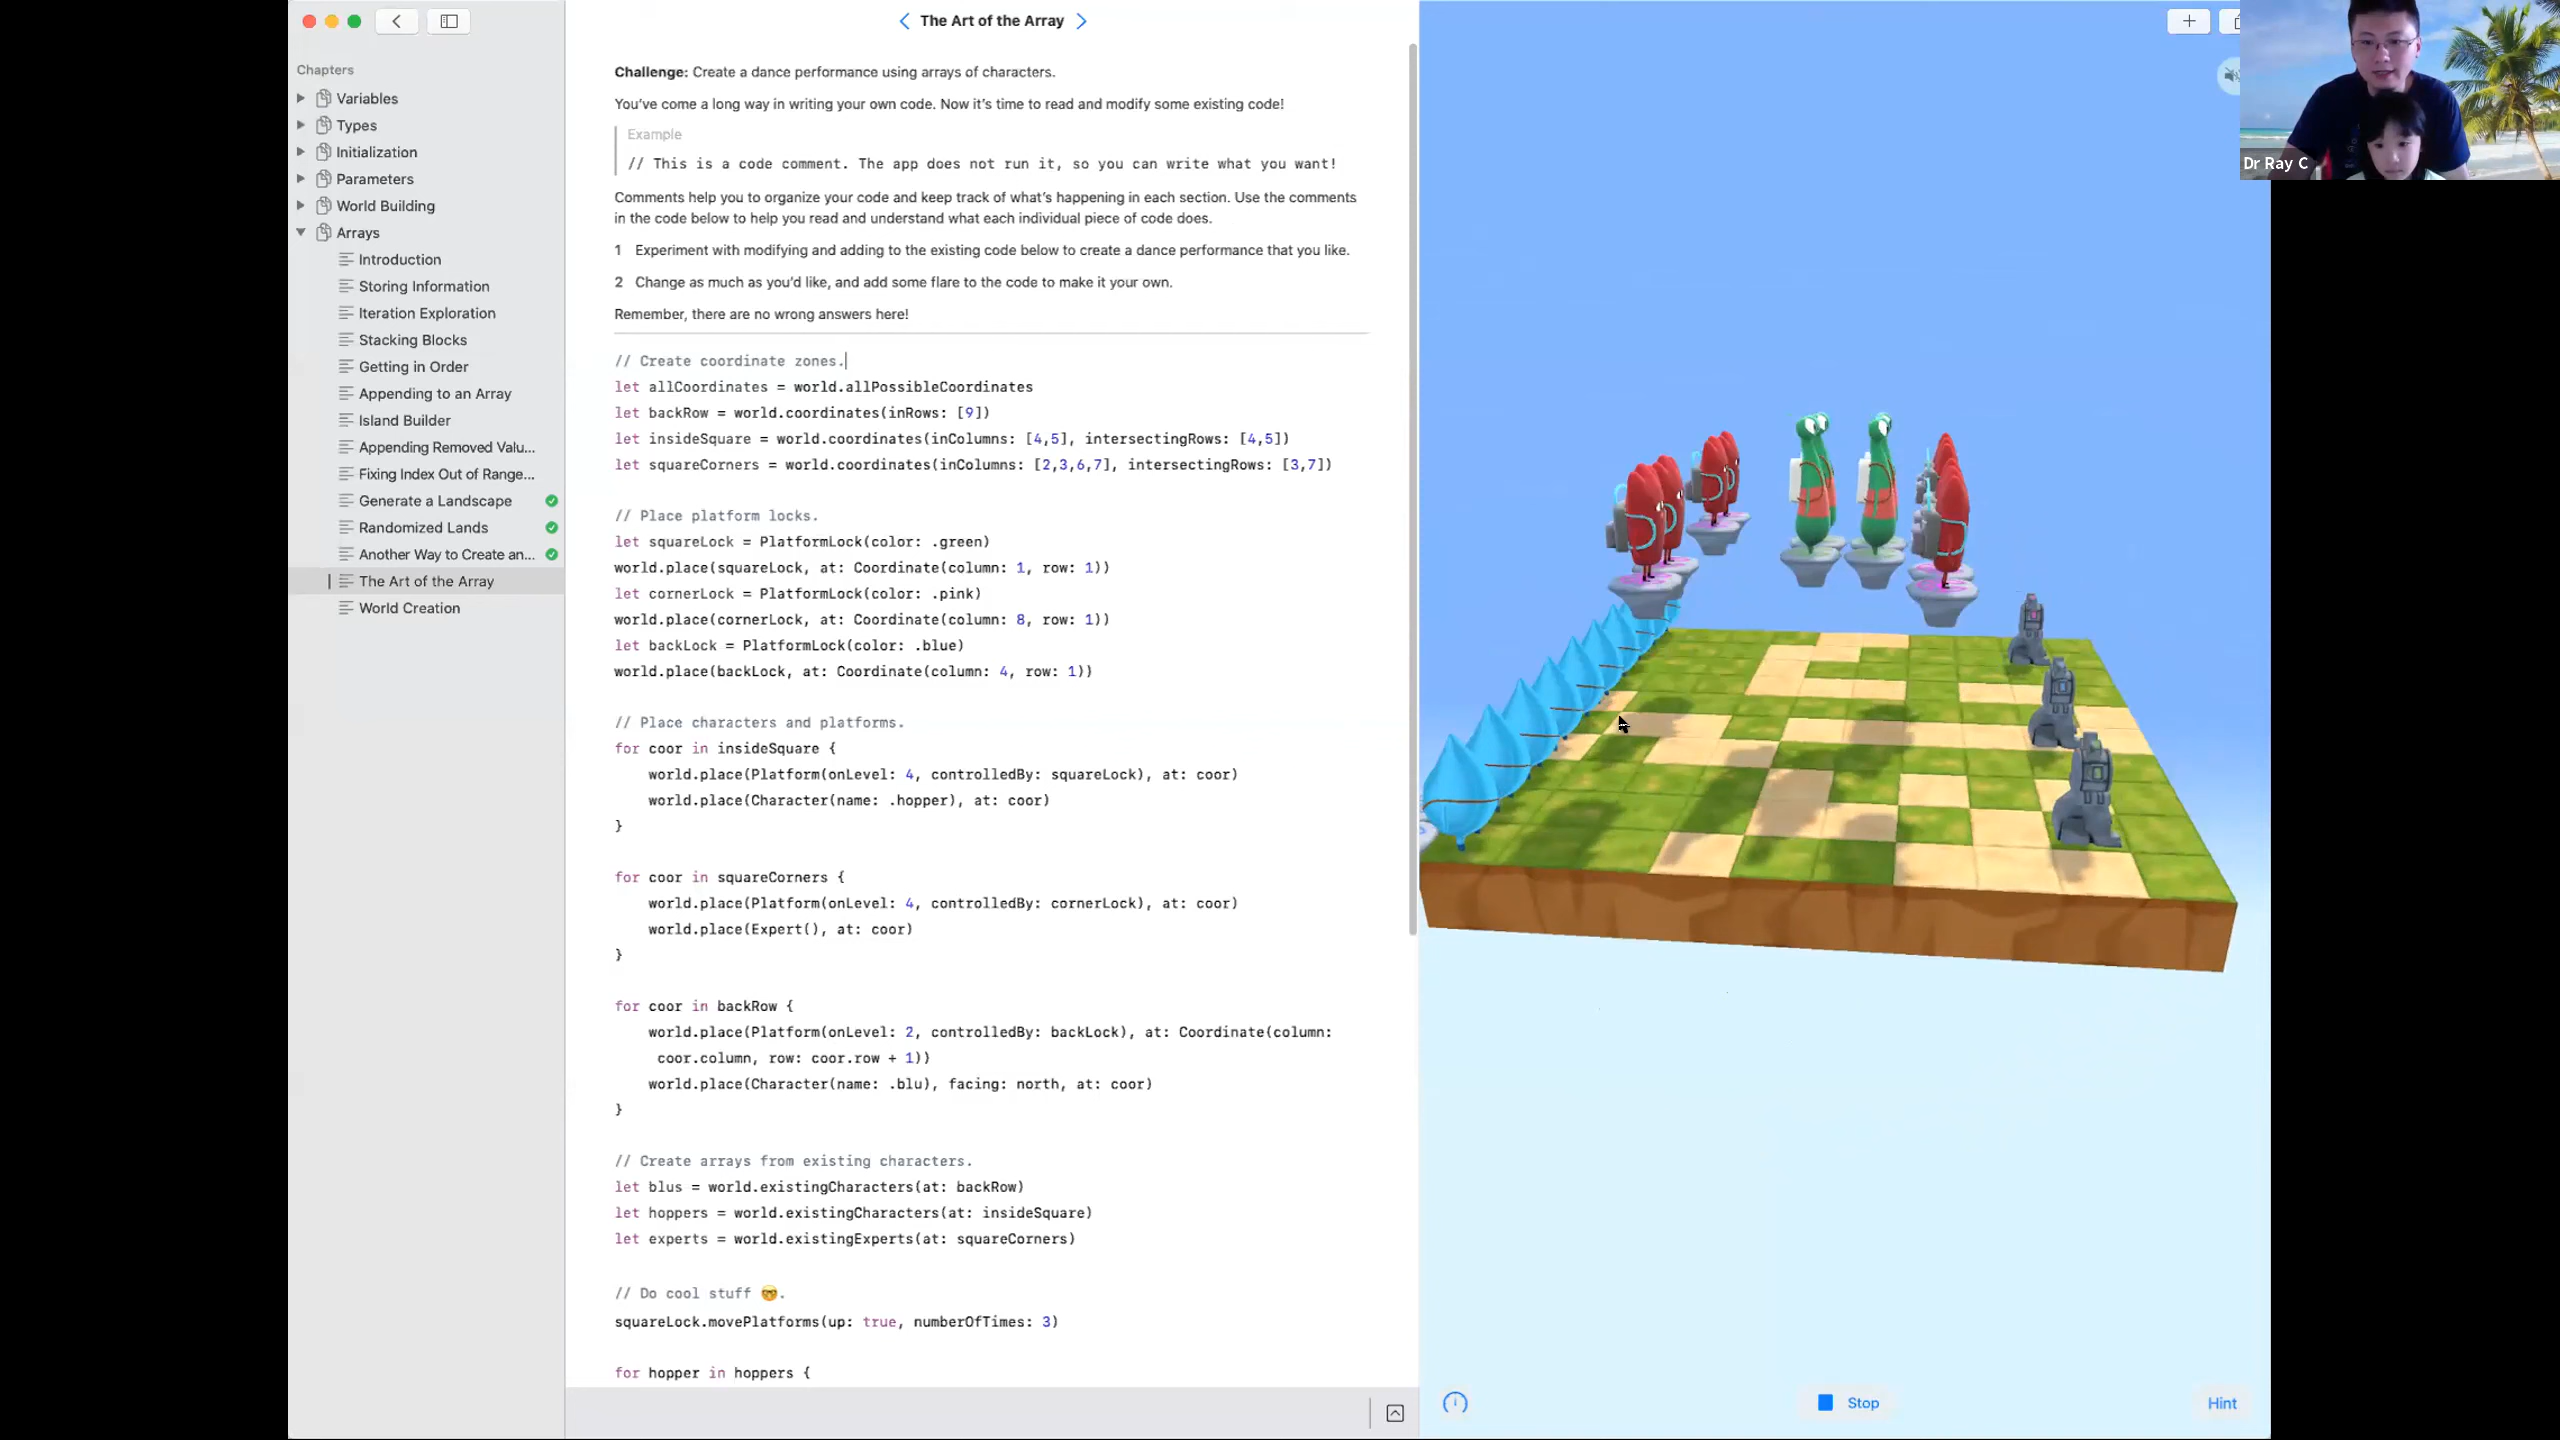 Chapters
Variables
Types
Initialization
Parameters
World Building
Arrays
Introduction
Storing Information
Iteration Exploration
Stacking Blocks
Getting in Order
Appending to an Array
Island Builder
Appending Removed Valu...
Fixing Index Out of Range...
Generate a Landscape
Randomized Lands
Another Way to Create an...
The Art of the Array
World Creation
The Art of the Array
Challenge: Create a dance performance using arrays of characters.
You've come a long way in writing your own code. Now it's time to read and modify some existing code!
Example
// This is a code comment. The app does not run it, so you can write what you want!
Comments help you to organize your code and keep track of what's happening in each section. Use the comments
in the code below to help you read and understand what each individual piece of code does.
1 Experiment with modifying and adding to the existing code below to create a dance performance that you like.
2 Change as much as you'd like, and add some flare to the code to make it your own.
Remember, there are no wrong answers here!
// Create coordinate zones.
let allCoordinates = world.allPossibleCoordinates
let backRow = world.coordinates(inRows: [9])
let insideSquare = world.coordinates(inColumns: [4,5], intersectingRows: [4,5])
let squareCorners = world.coordinates(inColumns: [2,3,6,7], intersectingRows: [3,7])
// Place platform locks.
let squareLock = PlatformLock(color: .green)
world.place(squareLock, at: Coordinate(column: 1, row: 1))
let cornerLock = PlatformLock(color: .pink)
world.place(cornerLock, at: Coordinate(column: 8, row: 1))
let backLock = PlatformLock(color: .blue)
world.place(backLock, at: Coordinate(column: 4, row: 1))
// Place characters and platforms.
for coor in insideSquare {
world.place(Platform(onLevel: 4, controlledBy: squareLock), at: coor)
world.place(Character(name: .hopper), at: coor)
}
for coor in squareCorners {
world.place(Platform(onLevel: 4, controlledBy: cornerLock), at: coor)
world.place(Expert(), at: coor)
}
for coor in backRow {
world.place(Platform(onLevel: 2, controlledBy: backLock), at: Coordinate(column:
coor.column, row: coor.row + 1))
world.place(Character(name: .blu), facing: north, at: coor)
}
// Create arrays from existing characters.
let blus = world.existingCharacters(at: backRow)
let hoppers = world.existingCharacters(at: insideSquare)
let experts = world.existingExperts(at: squareCorners)
// Do cool stuff 🤓.
squareLock.movePlatforms(up: true, numberOfTimes: 3)
for hopper in hoppers {
Dr Ray C
Stop
Hint